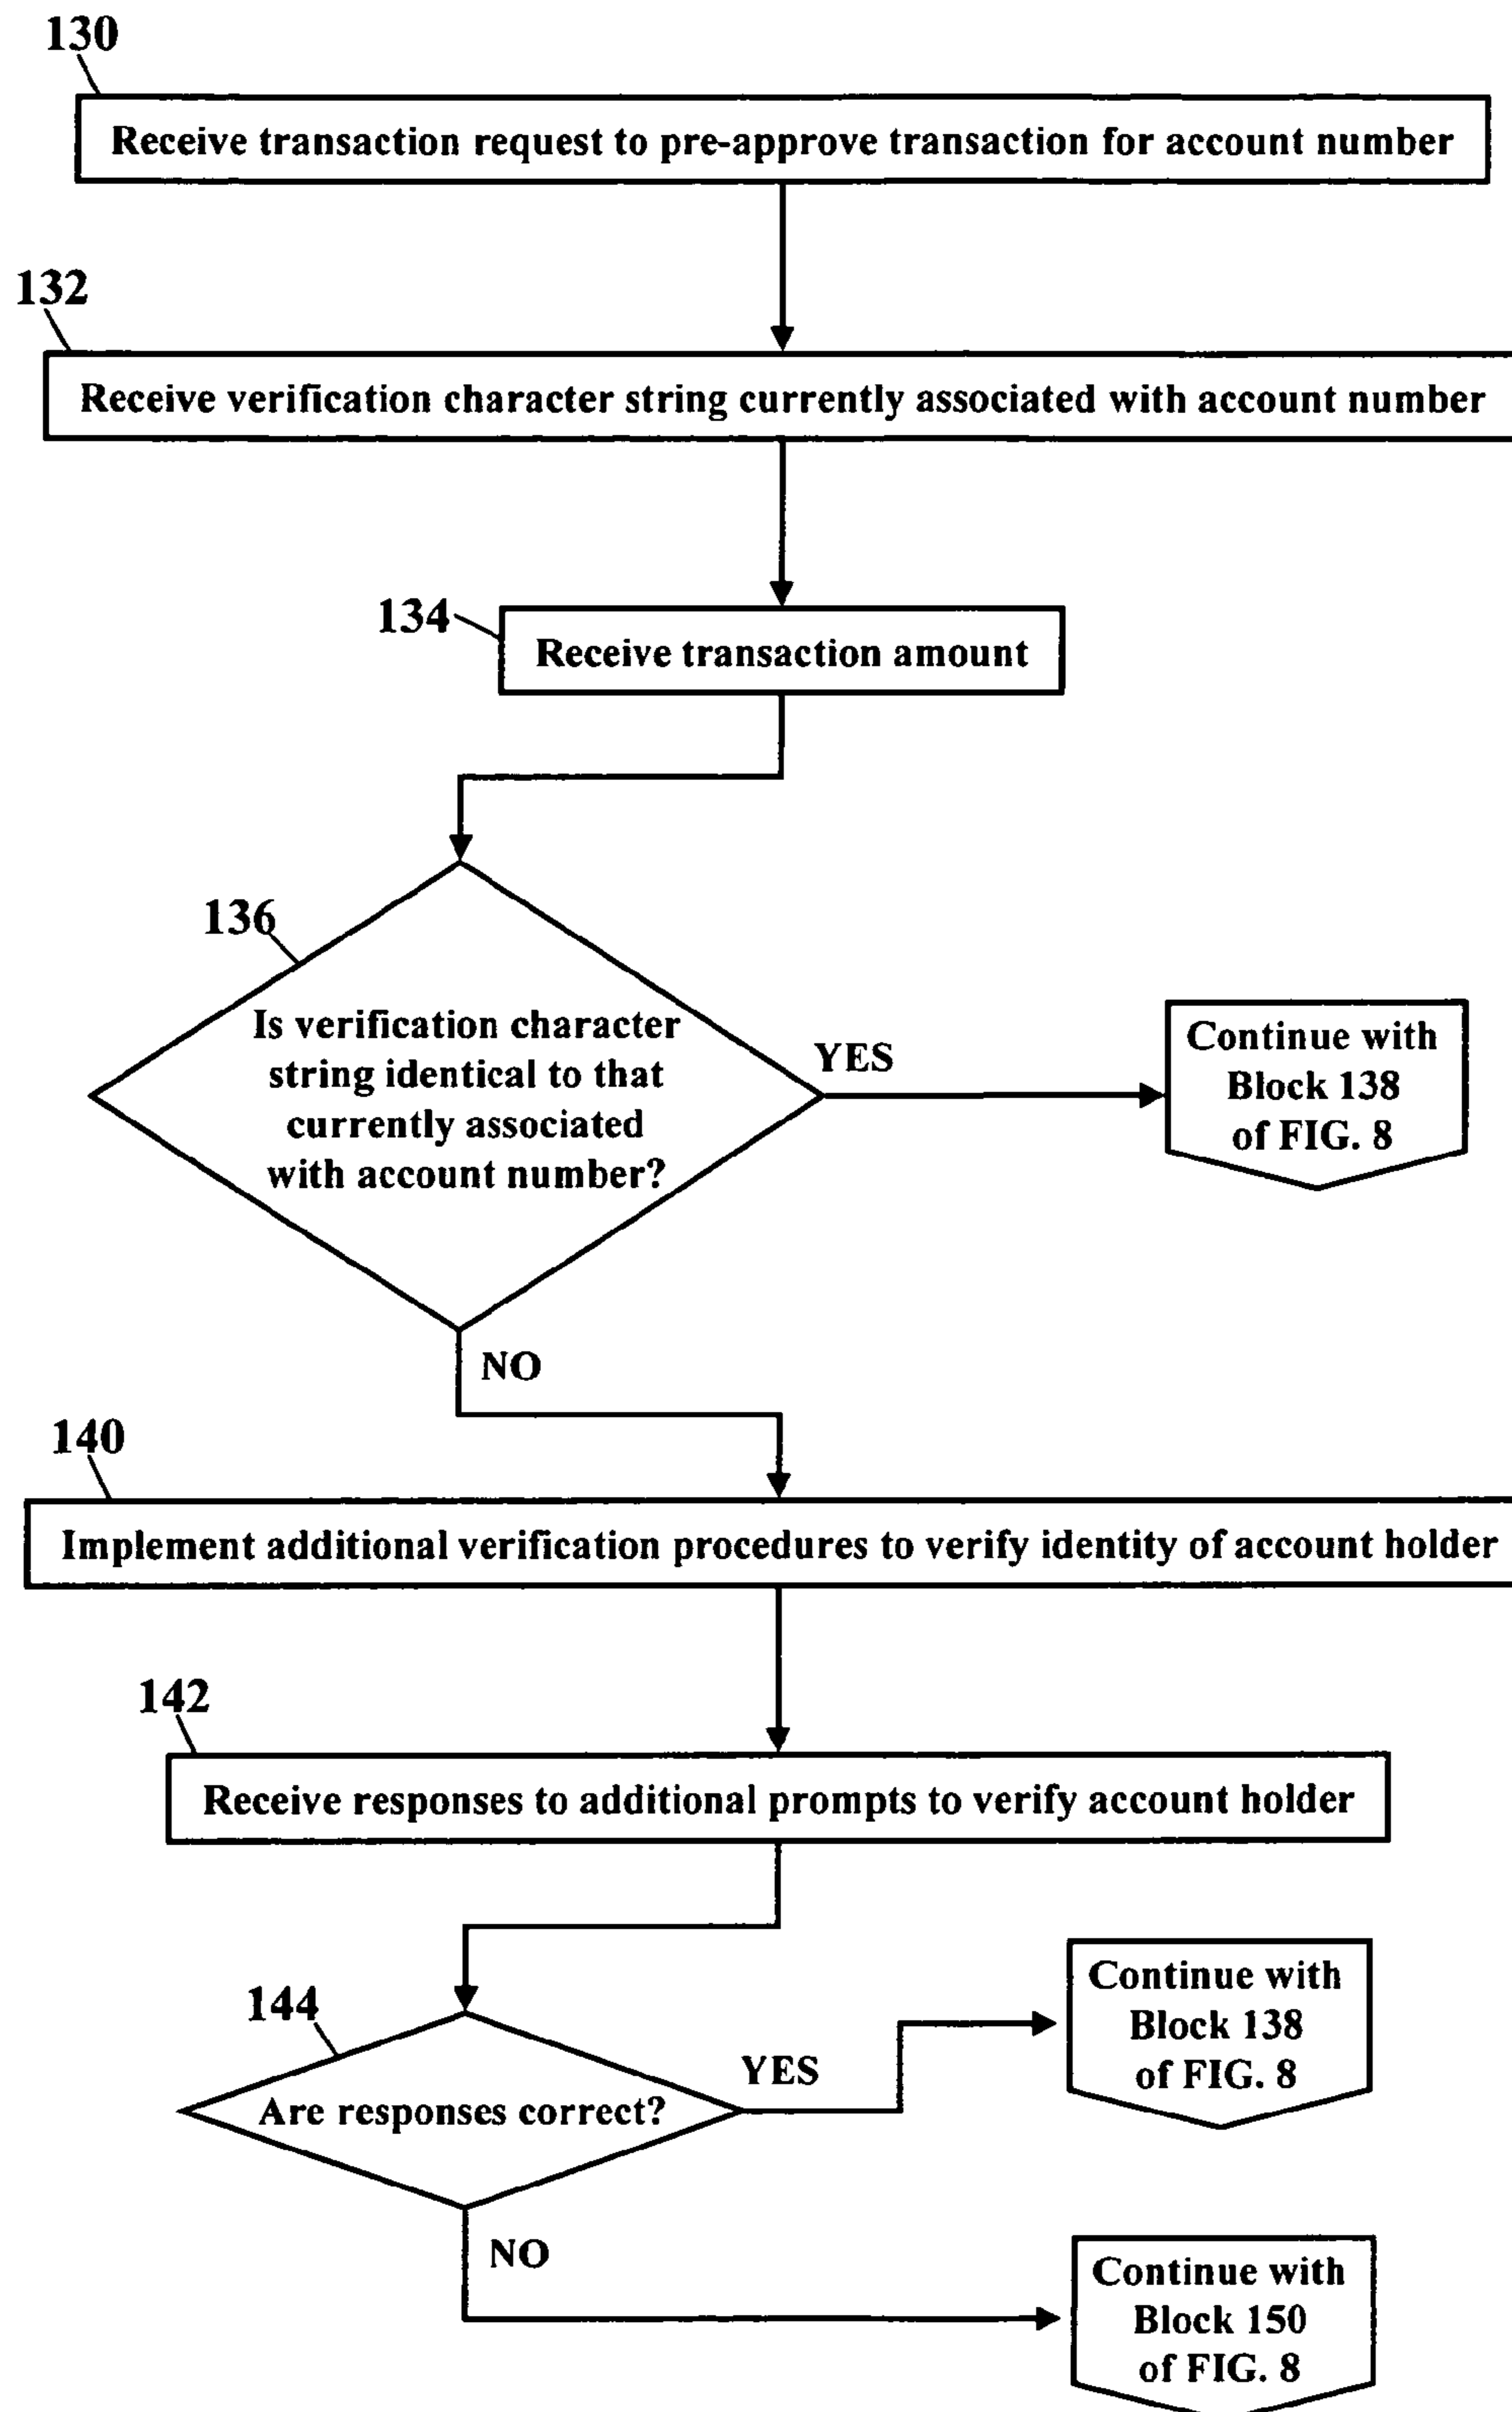 130
Receive transaction request to pre-approve transaction for account number
132
Receive verification character string currently associated with account number
134
Receive transaction amount
136
Is verification character
string identical to that
currently associated
with account number?
YES
Continue with
Block 138
of FIG. 8
NO
140
Implement additional verification procedures to verify identity of account holder
142
Receive responses to additional prompts to verify account holder
144
Are responses correct?
YES
Continue with
Block 138
of FIG. 8
NO
Continue with
Block 150
of FIG. 8